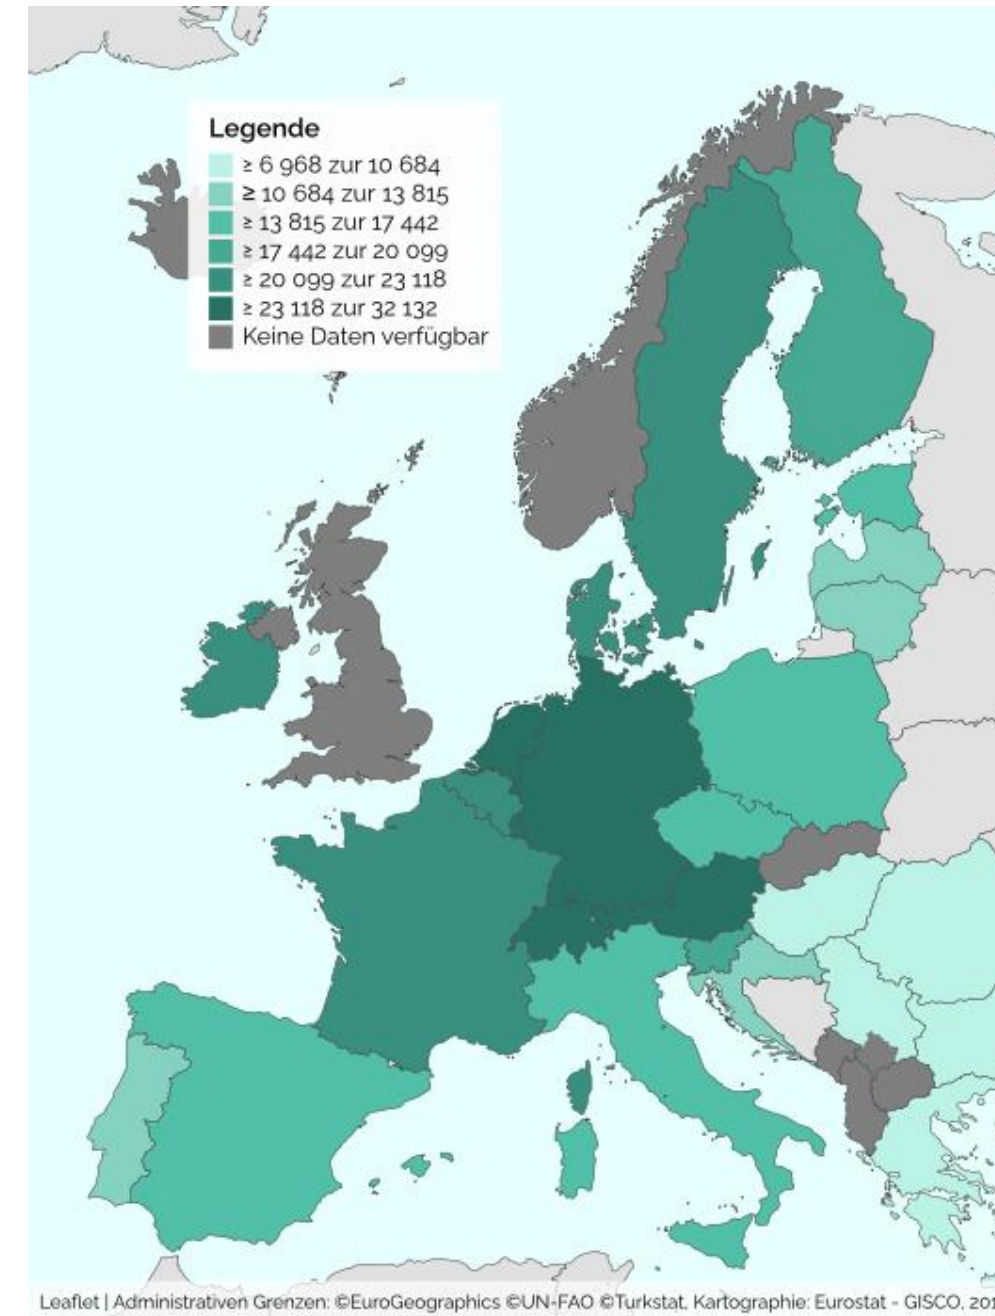 Legende
≥ 6 968 zur 10 684
≥ 10 684 zur 13 815
≥ 13 815 zur 17 442
≥ 17 442 zur 20 099
≥ 20 099 zur 23 118
≥ 23 118 zur 32 132
Keine Daten verfügbar
Leaflet | Administrativen Grenzen: ©EuroGeographics ©UN-FAO ©Turkstat, Kartographie: Eurostat - GISCO, 201